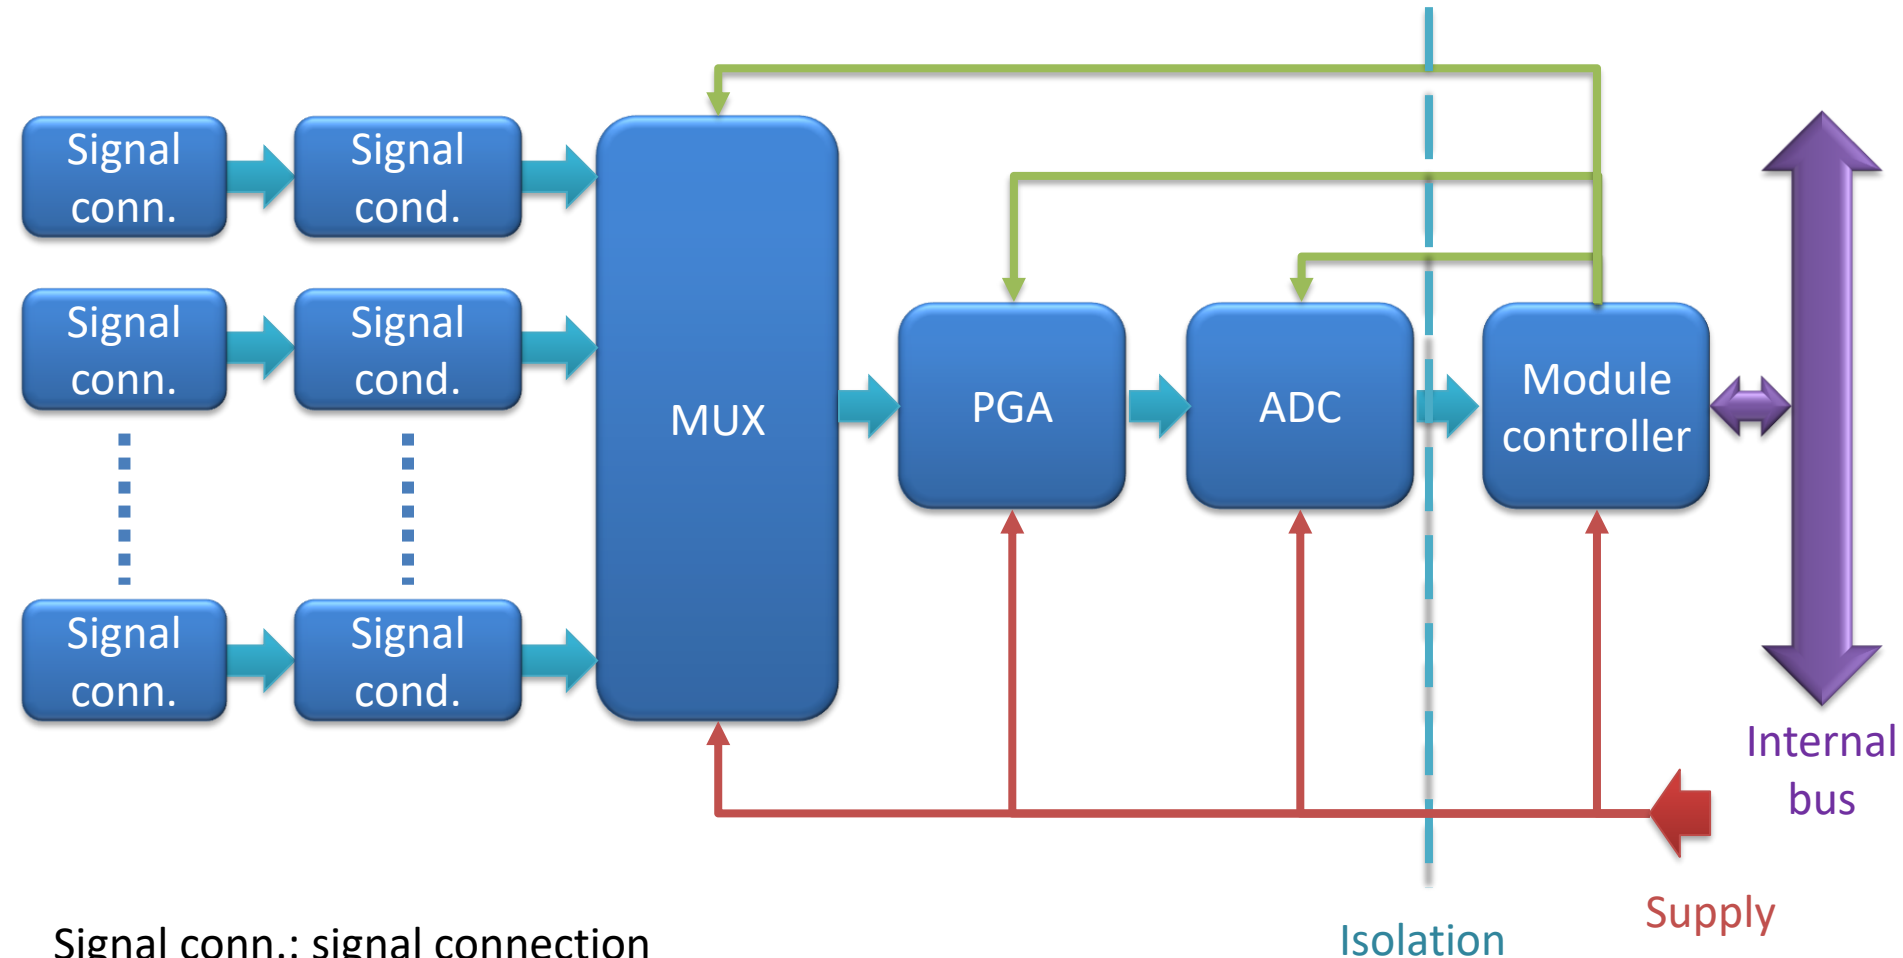 Signal
conn.
Signal
cond.
Signal
conn.
Signal
cond.
MUX
PGA
ADC
Module
controller
Signal
conn.
Signal
cond.
Internal
bus
Supply
Isolation
Signal conn.: signal connection